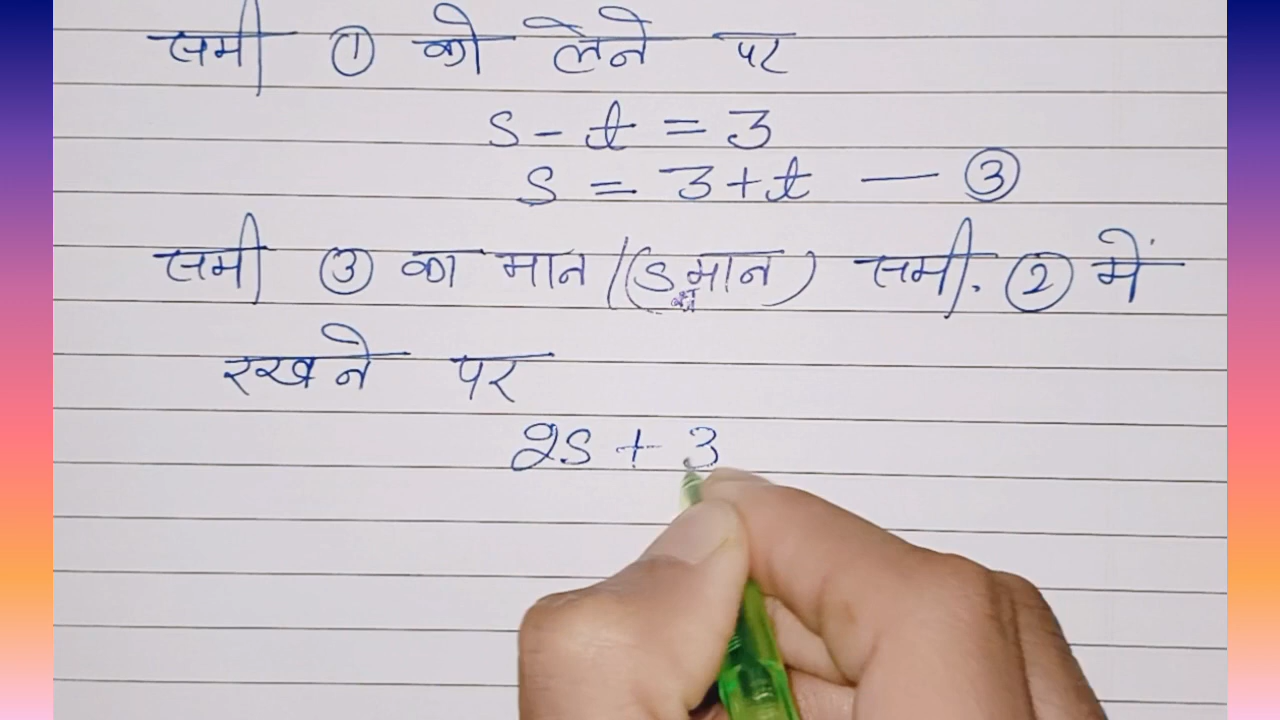 समी ① को लेने पर
s - t = 3
s = 3 + t — ③
समी ③ का मान / (s का मान) समी. ② में
रखने पर
2s + 3